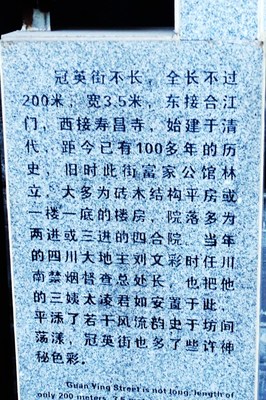 冠英街不长，全长不过
200米，宽3.5米，东接合江
门，西接寿昌寺，始建于清
代、距今已有100多年的历
史，旧时此街富家公馆林
立，大多为砖木结构平房或
一楼一底的楼房，院落多为
两进或三进的四合院。当年
的四川大地主刘文彩时任川
南禁烟督查总处长，也把他
的三姨太凌君如安置于此，
平添了若干风流韵史于坊间
荡漾，冠英街也多了些许神
秘色彩。
Guan Ying Street is not long, length of
only 200 meters, 3.5